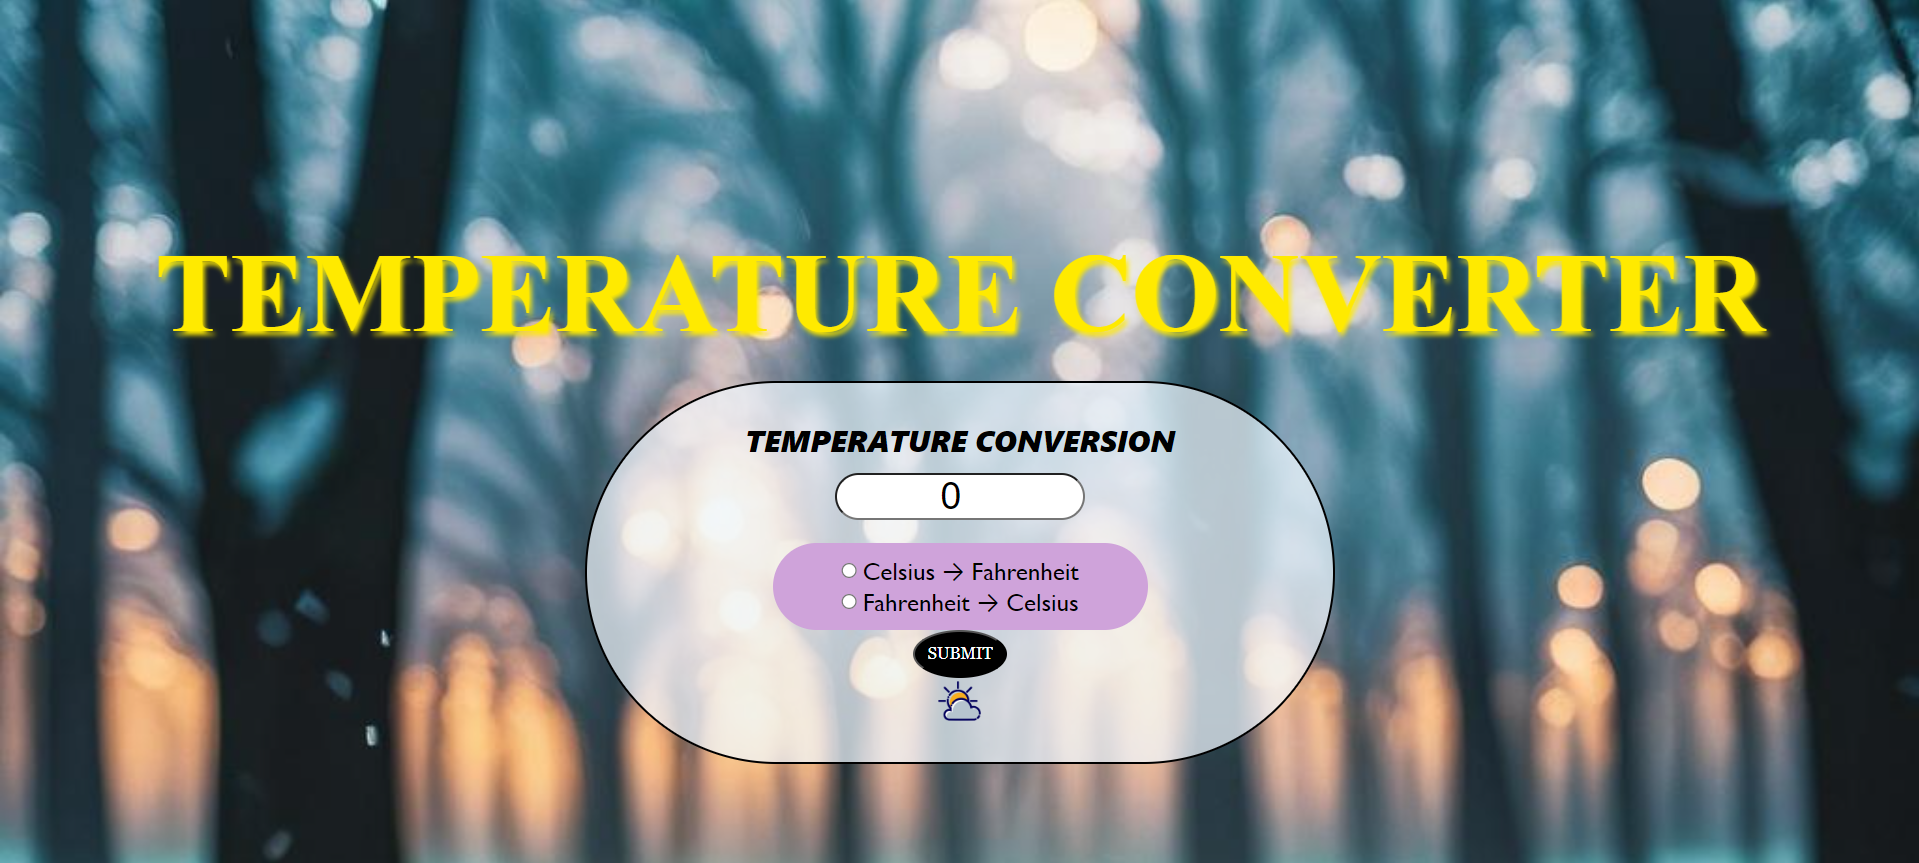 TEMPERATURE CONVERTER
TEMPERATURE CONVERSION
0
Celsius → Fahrenheit
Fahrenheit → Celsius
SUBMIT